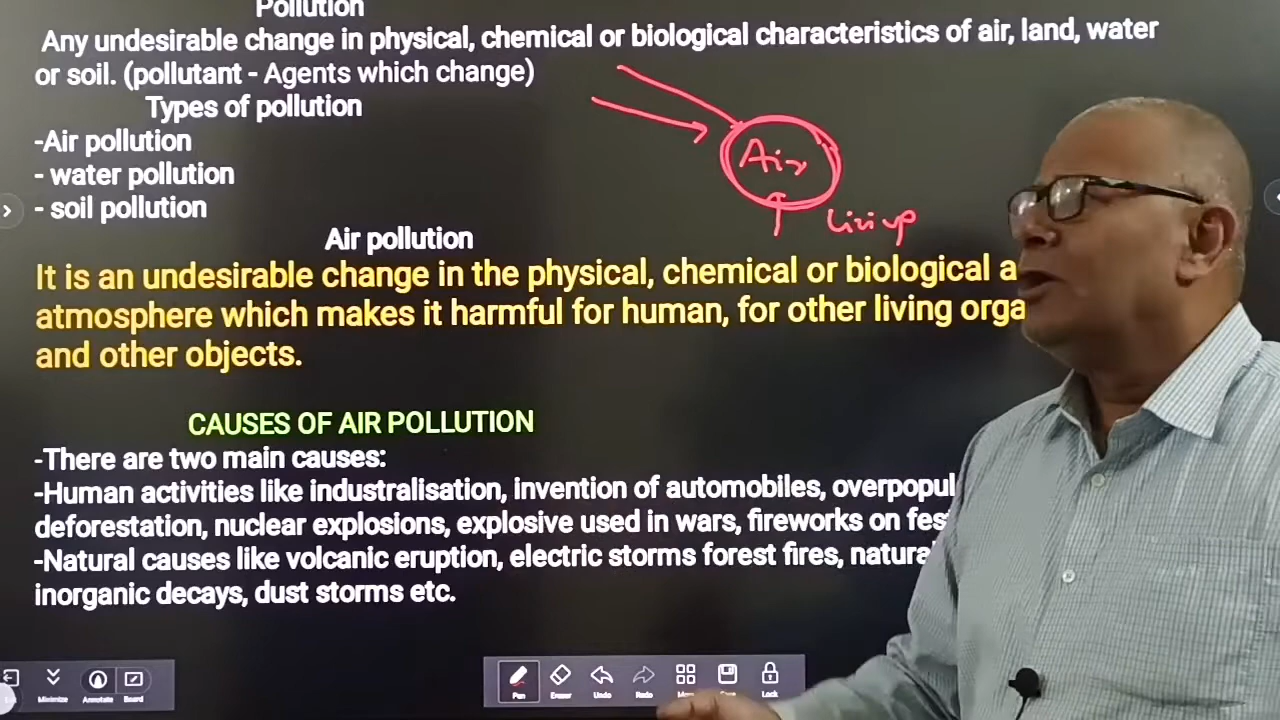 Pollution
Any undesirable change in physical, chemical or biological characteristics of air, land, water
or soil. (pollutant - Agents which change)
Types of pollution
-Air pollution
- water pollution
- soil pollution
Air
Air pollution
It is an undesirable change in the physical, chemical or biological a
atmosphere which makes it harmful for human, for other living orga
and other objects.
CAUSES OF AIR POLLUTION
-There are two main causes:
-Human activities like industralisation, invention of automobiles, overpopul
deforestation, nuclear explosions, explosive used in wars, fireworks on fes
-Natural causes like volcanic eruption, electric storms forest fires, natural
inorganic decays, dust storms etc.
Minimize Annotate Board Pen Eraser Undo Redo Lock